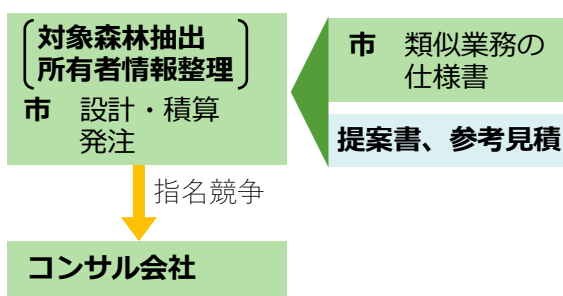 対象森林抽出
所有者情報整理
市 設計・積算
発注
指名競争
コンサル会社
市 類似業務の
仕様書
提案書、参考見積